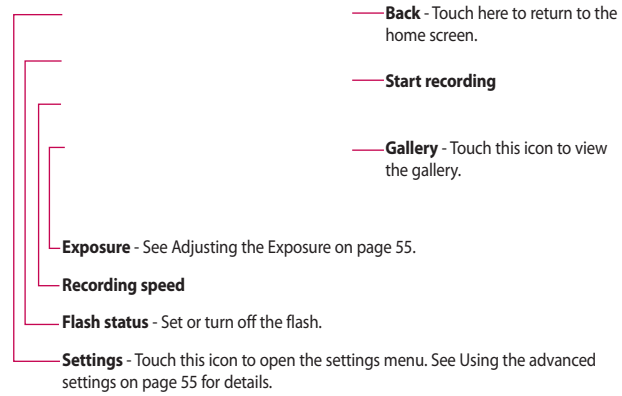 Back - Touch here to return to the
home screen.
Start recording
Gallery - Touch this icon to view
the gallery.
Exposure - See Adjusting the Exposure on page 55.
Recording speed
Flash status - Set or turn off the flash.
Settings - Touch this icon to open the settings menu. See Using the advanced
settings on page 55 for details.